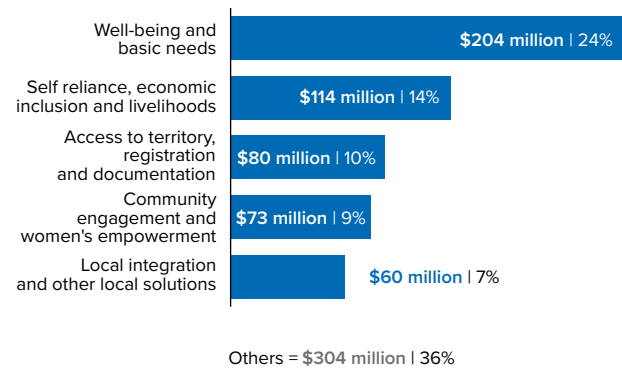 Well-being and
basic needs
$204 million | 24%
Self reliance, economic
inclusion and livelihoods
$114 million | 14%
Access to territory,
registration
and documentation
$80 million | 10%
Community
engagement and
women's empowerment
$73 million | 9%
Local integration
and other local solutions
$60 million | 7%
Others = $304 million | 36%